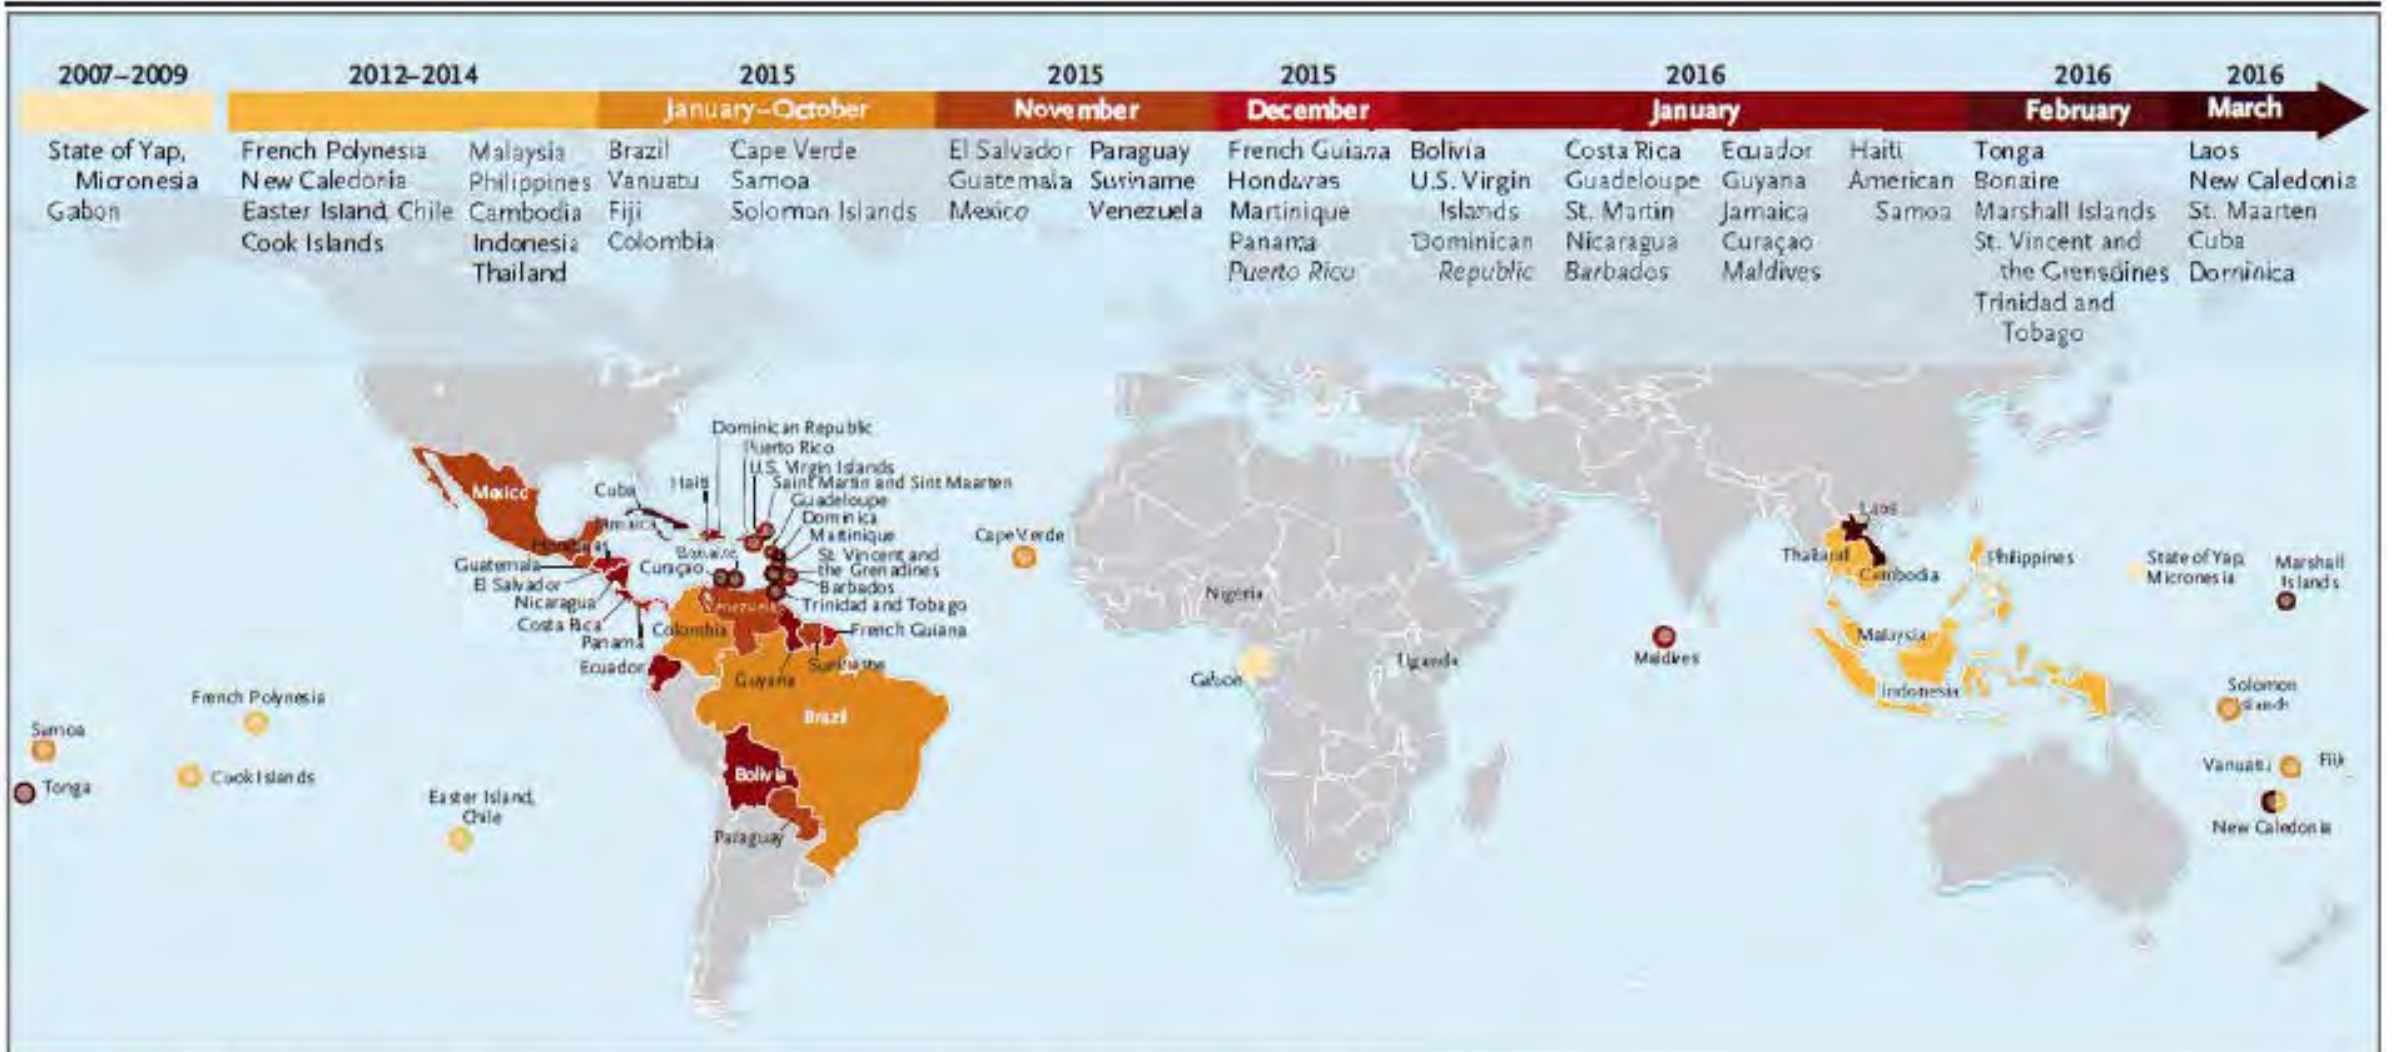 2007–2009
2012–2014
2015
2015
2015
2016
2016
2016
January–October
November
December
January
February
March
State of Yap,
Micronesia
Gabon
French Polynesia
New Caledonia
Easter Island, Chile
Cook Islands
Malaysia
Philippines
Cambodia
Indonesia
Thailand
Brazil
Vanuatu
Fiji
Colombia
Cape Verde
Samoa
Solomon Islands
El Salvador
Guatemala
Mexico
Paraguay
Suriname
Venezuela
French Guiana
Honduras
Martinique
Panama
Puerto Rico
Bolivia
U.S. Virgin
Islands
Dominican
Republic
Costa Rica
Guadeloupe
St. Martin
Nicaragua
Barbados
Ecuador
Guyana
Jamaica
Curaçao
Maldives
Haiti
American
Samoa
Tonga
Bonaire
Marshall Islands
St. Vincent and
the Grenadines
Trinidad and
Tobago
Laos
New Caledonia
St. Maarten
Cuba
Dominica
Dominican Republic
Puerto Rico
U.S. Virgin Islands
Saint Martin and Sint Maarten
Guadeloupe
Dominica
Martinique
St. Vincent and
the Grenadines
Barbados
Trinidad and Tobago
French Guiana
Suriname
Guyana
Mexico
Cuba
Haiti
Jamaica
Honduras
Bonaire
Curaçao
Guatemala
El Salvador
Nicaragua
Costa Rica
Panama
Venezuela
Colombia
Ecuador
Brazil
Bolivia
Paraguay
Cape Verde
French Polynesia
Samoa
Tonga
Cook Islands
Easter Island,
Chile
Nigeria
Gabon
Uganda
Maldives
Laos
Thailand
Cambodia
Philippines
Malaysia
Indonesia
State of Yap,
Micronesia
Marshall
Islands
Solomon
Islands
Vanuatu
Fiji
New Caledonia